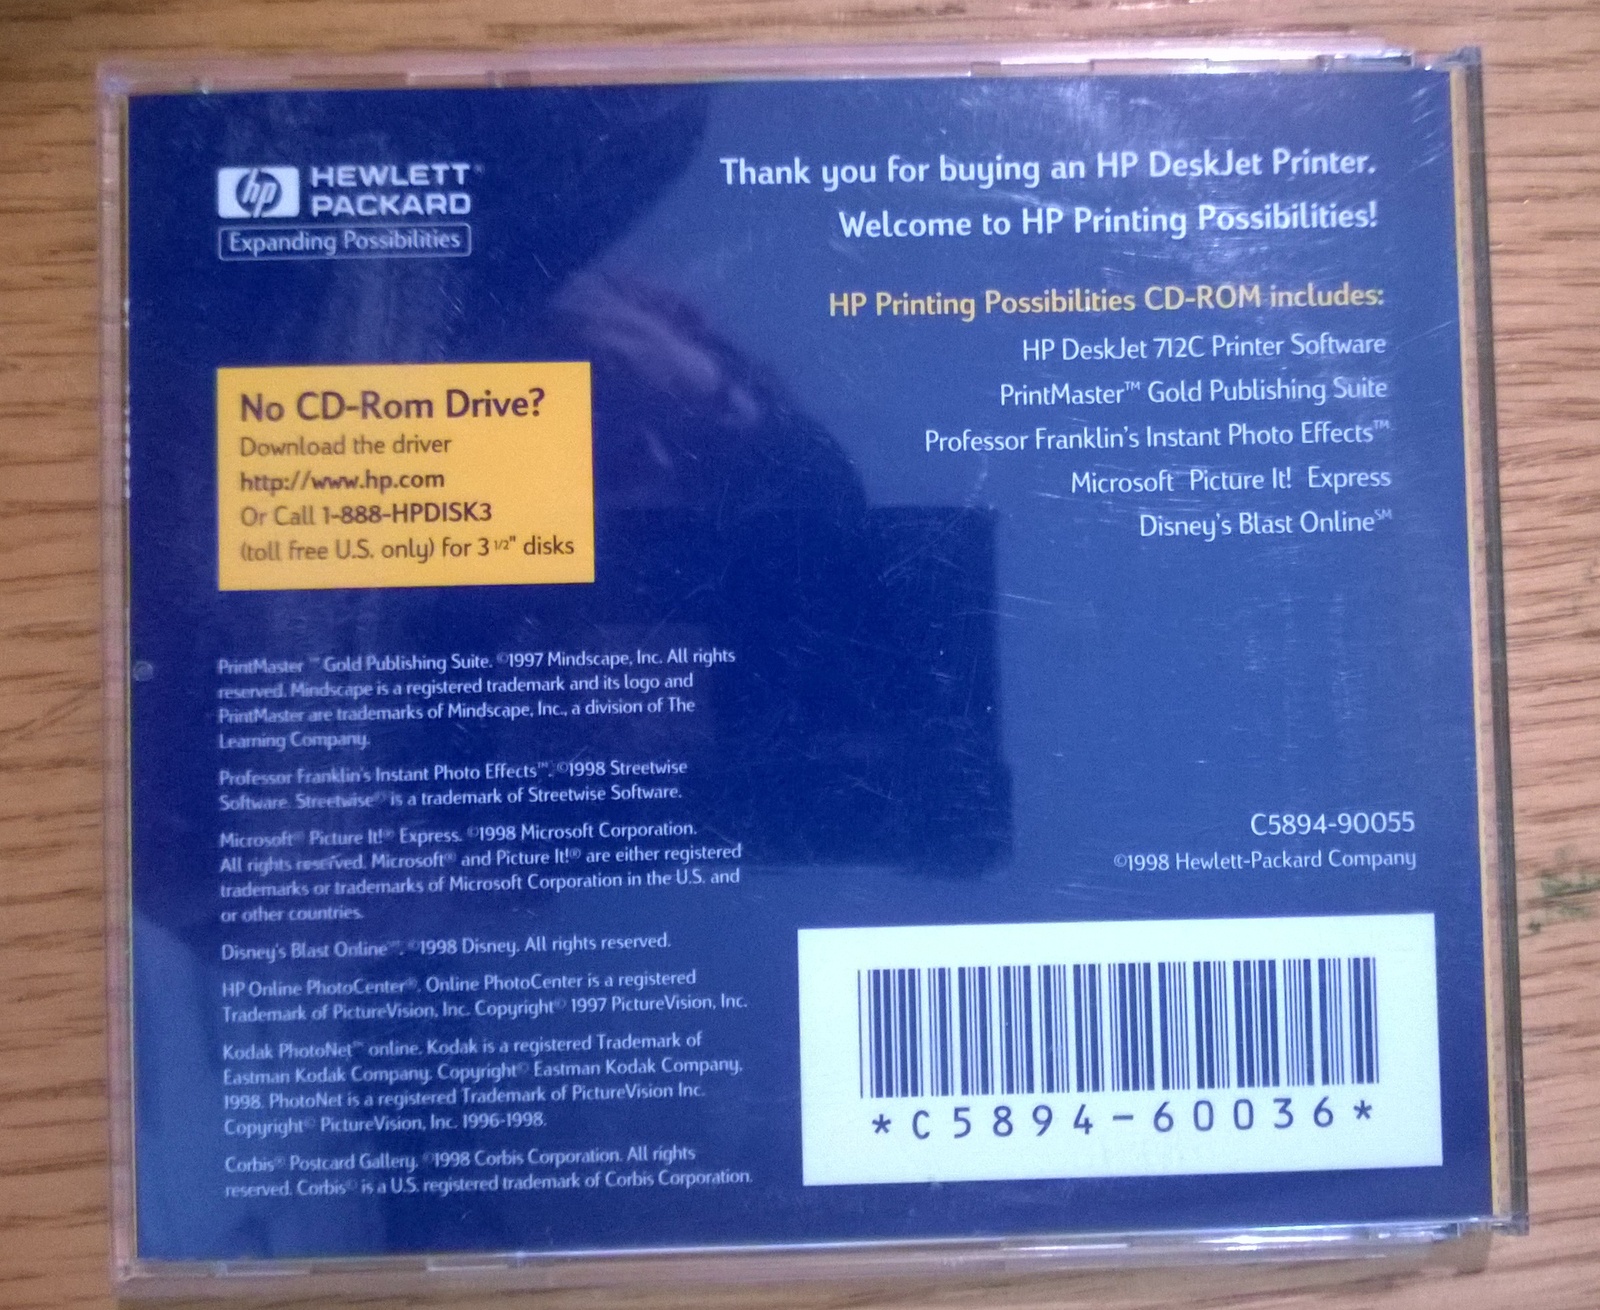 hp HEWLETT®
PACKARD
Expanding Possibilities
Thank you for buying an HP DeskJet Printer.
Welcome to HP Printing Possibilities!
HP Printing Possibilities CD-ROM includes:
HP DeskJet 712C Printer Software
PrintMaster™ Gold Publishing Suite
Professor Franklin's Instant Photo Effects™
Microsoft Picture It! Express
Disney's Blast Online℠
No CD-Rom Drive?
Download the driver
http://www.hp.com
Or Call 1-888-HPDISK3
(toll free U.S. only) for 3 1/2" disks
PrintMaster™ Gold Publishing Suite. ©1997 Mindscape, Inc. All rights
reserved. Mindscape is a registered trademark and its logo and
PrintMaster are trademarks of Mindscape, Inc., a division of The
Learning Company.
Professor Franklin's Instant Photo Effects™. ©1998 Streetwise
Software. Streetwise® is a trademark of Streetwise Software.
Microsoft® Picture It!® Express. ©1998 Microsoft Corporation.
All rights reserved. Microsoft® and Picture It!® are either registered
trademarks or trademarks of Microsoft Corporation in the U.S. and
or other countries.
Disney's Blast Online℠. ©1998 Disney. All rights reserved.
HP Online PhotoCenter®. Online PhotoCenter is a registered
Trademark of PictureVision, Inc. Copyright© 1997 PictureVision, Inc.
Kodak PhotoNet℠ online. Kodak is a registered Trademark of
Eastman Kodak Company. Copyright© Eastman Kodak Company,
1998. PhotoNet is a registered Trademark of PictureVision Inc.
Copyright© PictureVision, Inc. 1996-1998.
Corbis® Postcard Gallery. ©1998 Corbis Corporation. All rights
reserved. Corbis® is a U.S. registered trademark of Corbis Corporation.
C5894-90055
©1998 Hewlett-Packard Company
*C5894-60036*